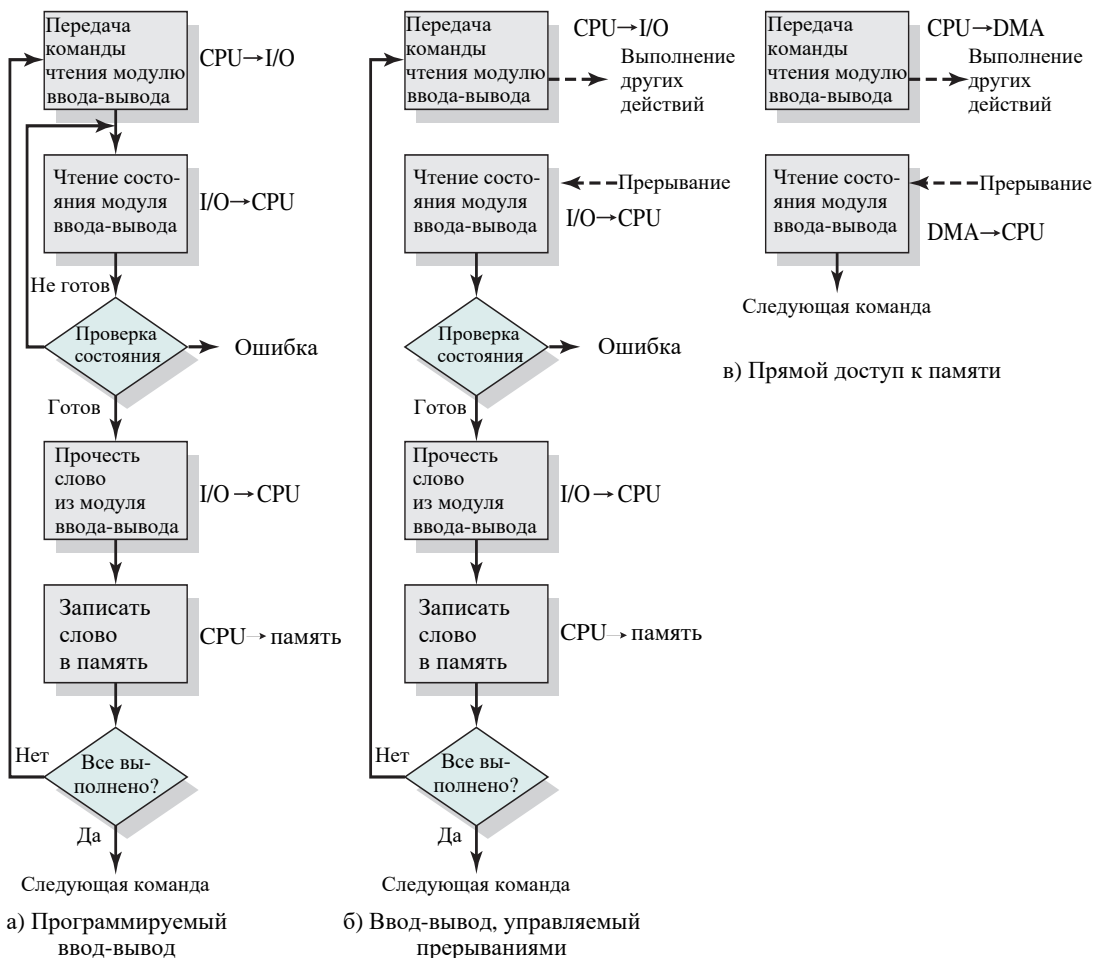 Передача
команды
чтения модулю
ввода-вывода
CPU→I/O
Чтение состо-
яния модуля
ввода-вывода
I/O→CPU
Не готов
Проверка
состояния
Ошибка
Готов
Прочесть
слово
из модуля
ввода-вывода
I/O→CPU
Записать
слово
в память
CPU→память
Нет
Все вы-
полнено?
Да
Следующая команда
а) Программируемый
ввод-вывод
Передача
команды
чтения модулю
ввода-вывода
CPU→I/O
Выполнение
других
действий
Чтение состо-
яния модуля
ввода-вывода
Прерывание
I/O→CPU
Проверка
состояния
Ошибка
Готов
Прочесть
слово
из модуля
ввода-вывода
I/O→CPU
Записать
слово
в память
CPU→память
Нет
Все вы-
полнено?
Да
Следующая команда
б) Ввод-вывод, управляемый
прерываниями
Передача
команды
чтения модулю
ввода-вывода
CPU→DMA
Выполнение
других
действий
Чтение состо-
яния модуля
ввода-вывода
Прерывание
DMA→CPU
Следующая команда
в) Прямой доступ к памяти